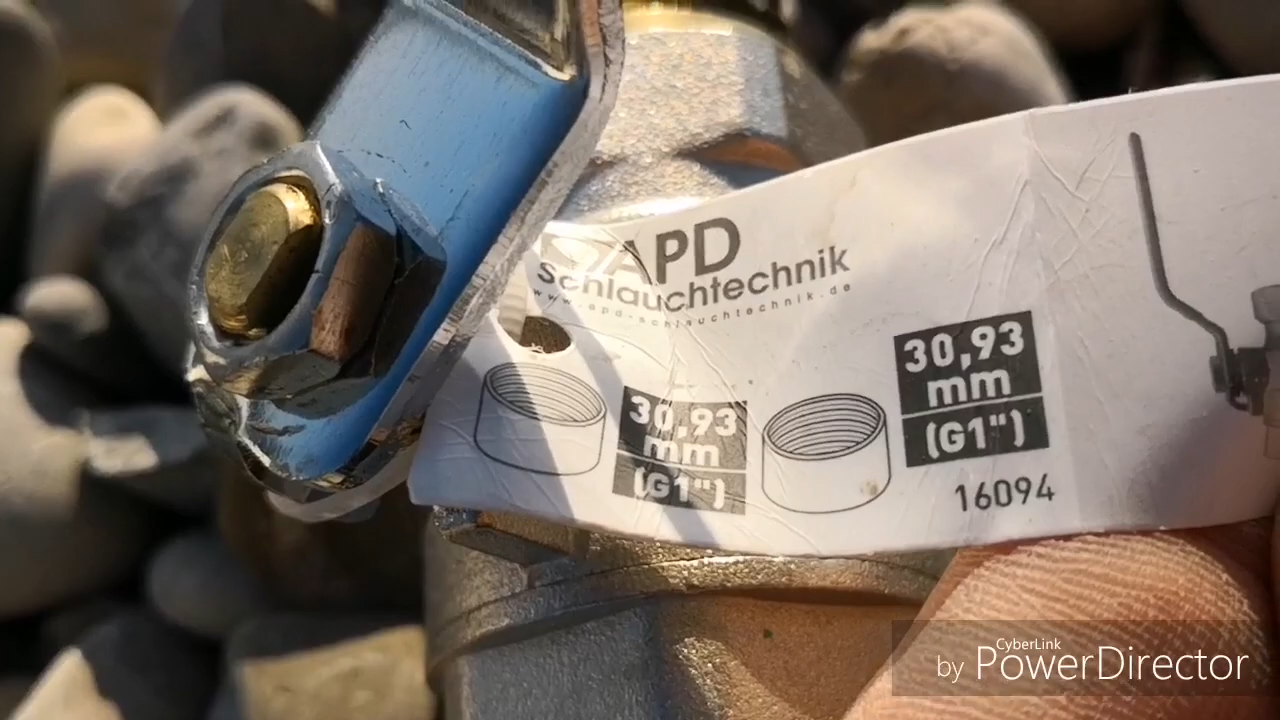 APD
Schlauchtechnik
www.apd-schlauchtechnik.de
30,93
mm
(G1")
30,93
mm
(G1")
16094
CyberLink
by PowerDirector